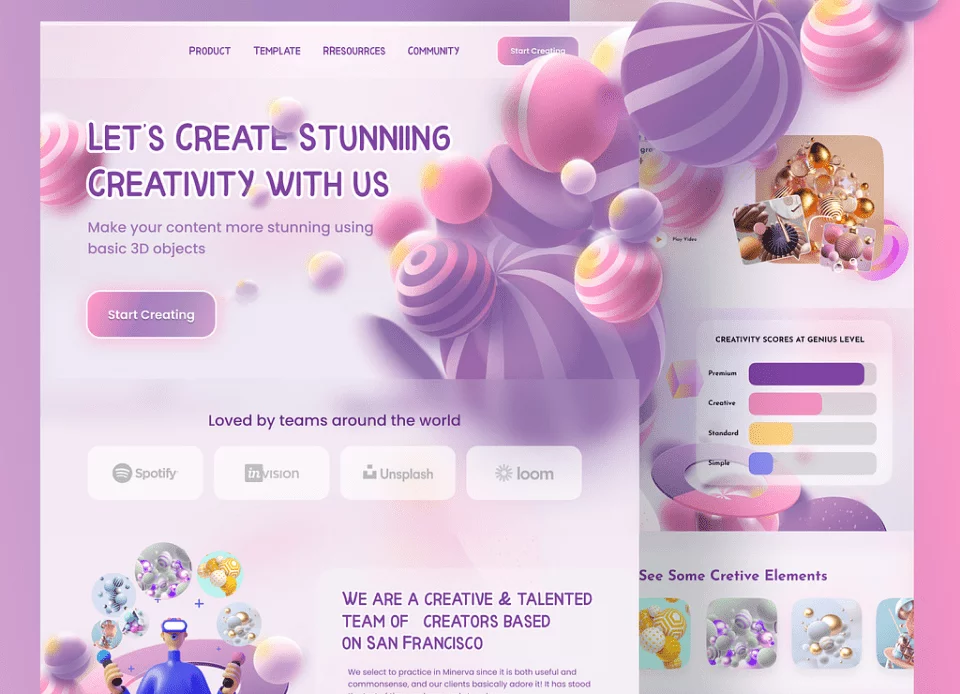 PRODUCT TEMPLATE RRESOURRCES COMMUNITY Start Creating
LET'S CREATE STUNNIING
CREATIVITY WITH US
Make your content more stunning using
basic 3D objects
Start Creating
Play Video
CREATIVITY SCORES AT GENIUS LEVEL
Premium
Creative
Standard
Simple
Loved by teams around the world
Spotify invision Unsplash loom
See Some Cretive Elements
WE ARE A CREATIVE & TALENTED
TEAM OF CREATORS BASED
ON SAN FRANCISCO
We select to practice in Minerva since it is both useful and
commonsense, and our clients basically adore it! It has stood